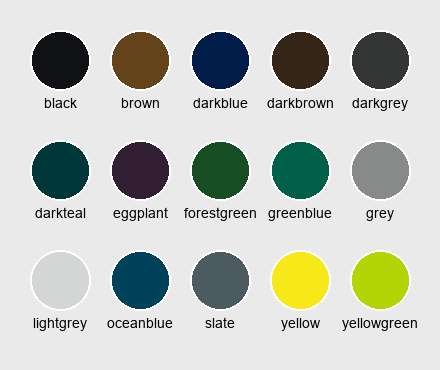 black brown darkblue darkbrown darkgrey
darkteal eggplant forestgreen greenblue grey
lightgrey oceanblue slate yellow yellowgreen